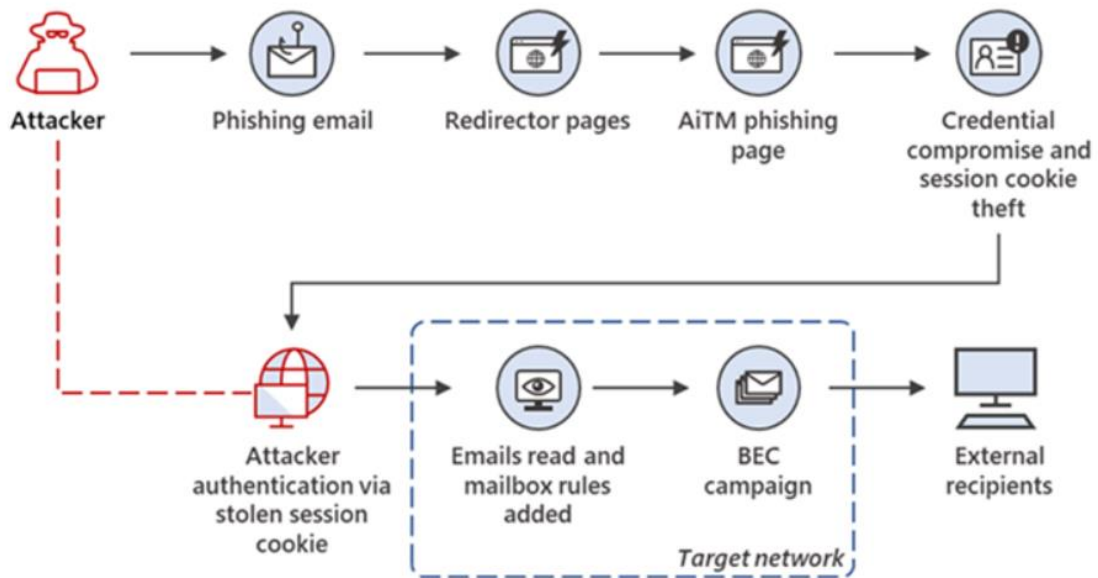 Attacker
Phishing email
Redirector pages
AiTM phishing
page
Credential
compromise and
session cookie
theft
Attacker
authentication via
stolen session
cookie
Emails read and
mailbox rules
added
BEC
campaign
External
recipients
Target network